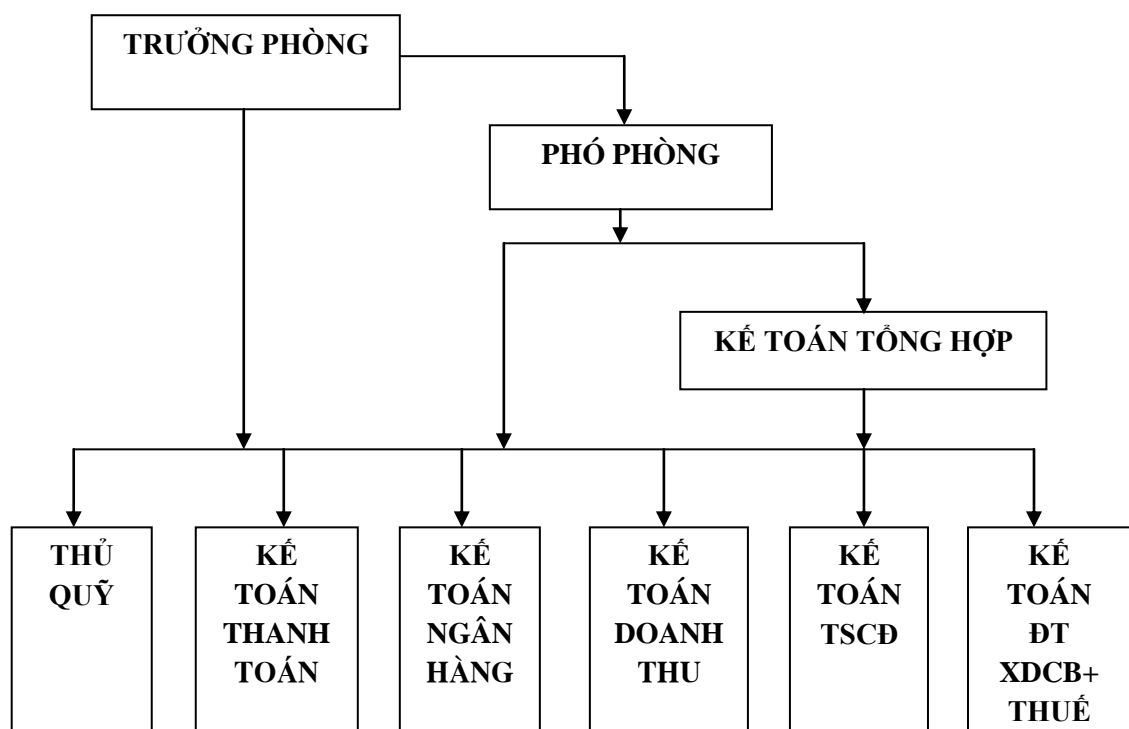 TRƯỞNG PHÒNG
PHÓ PHÒNG
KẾ TOÁN TỔNG HỢP
THỦ
QUỸ
KẾ
TOÁN
THANH
TOÁN
KẾ
TOÁN
NGÂN
HÀNG
KẾ
TOÁN
DOANH
THU
KẾ
TOÁN
TSCĐ
KẾ
TOÁN
ĐT
XDCB+
THUẾ